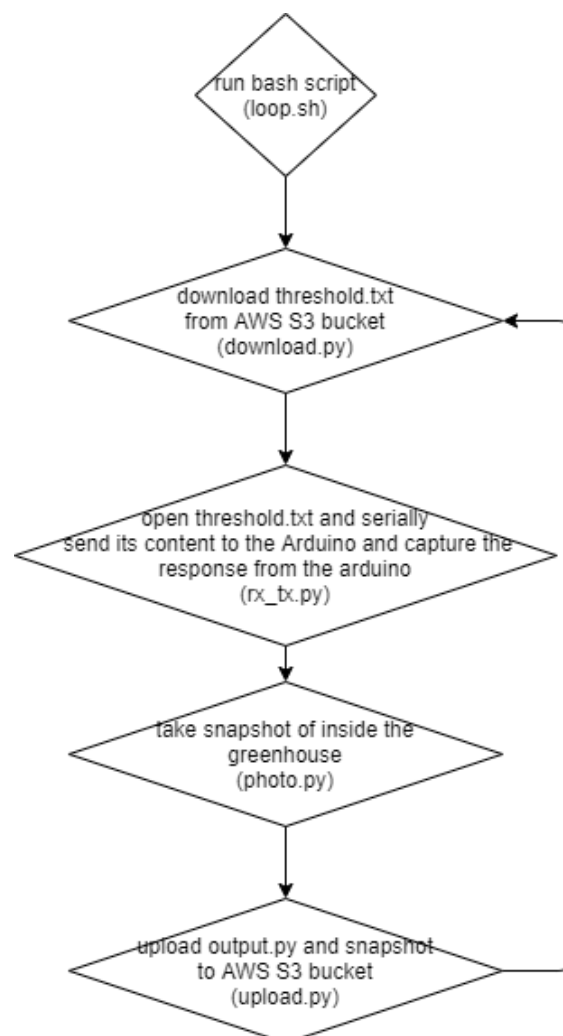 run bash script
(loop.sh)
download threshold.txt
from AWS S3 bucket
(download.py)
open threshold.txt and serially
send its content to the Arduino and capture the
response from the arduino
(rx_tx.py)
take snapshot of inside the
greenhouse
(photo.py)
upload output.py and snapshot
to AWS S3 bucket
(upload.py)